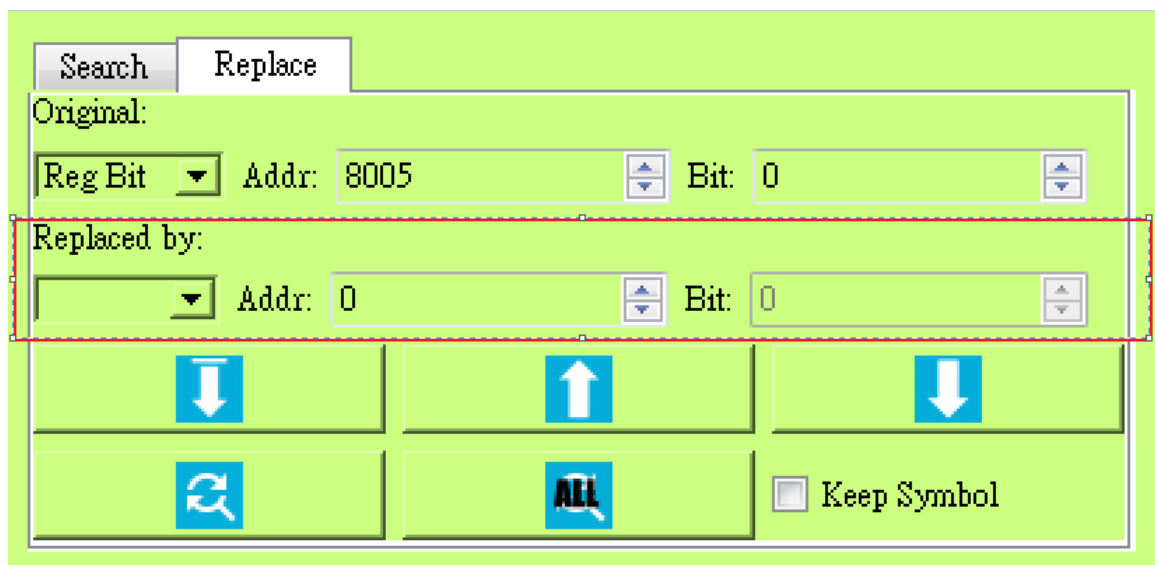 Search Replace
Original:
Reg Bit Addr: 8005 Bit: 0
Replaced by:
Addr: 0 Bit: 0
ALL Keep Symbol